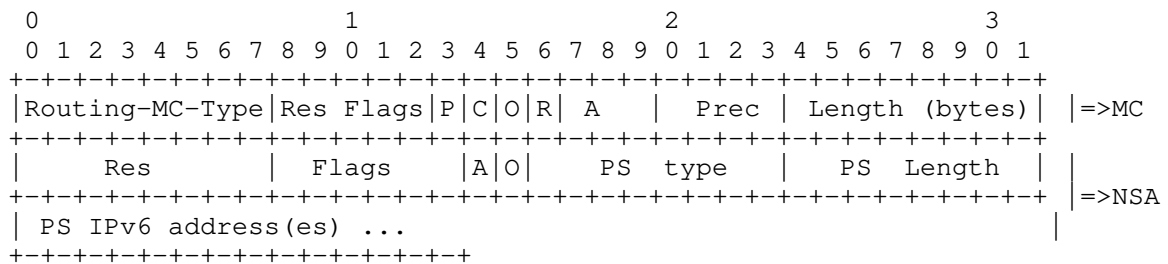 0                   1                   2                   3
 0 1 2 3 4 5 6 7 8 9 0 1 2 3 4 5 6 7 8 9 0 1 2 3 4 5 6 7 8 9 0 1
+-+-+-+-+-+-+-+-+-+-+-+-+-+-+-+-+-+-+-+-+-+-+-+-+-+-+-+-+-+-+-+-+
|Routing-MC-Type|Res Flags|P|C|O|R| A   |  Prec | Length (bytes)| |=>MC
+-+-+-+-+-+-+-+-+-+-+-+-+-+-+-+-+-+-+-+-+-+-+-+-+-+-+-+-+-+-+-+-+
|     Res       |  Flags    |A|O|    PS  type   |   PS  Length  | |
+-+-+-+-+-+-+-+-+-+-+-+-+-+-+-+-+-+-+-+-+-+-+-+-+-+-+-+-+-+-+-+-+ |=>NSA
| PS IPv6 address(es) ...                                        |
+-+-+-+-+-+-+-+-+-+-+-+-+-+-+